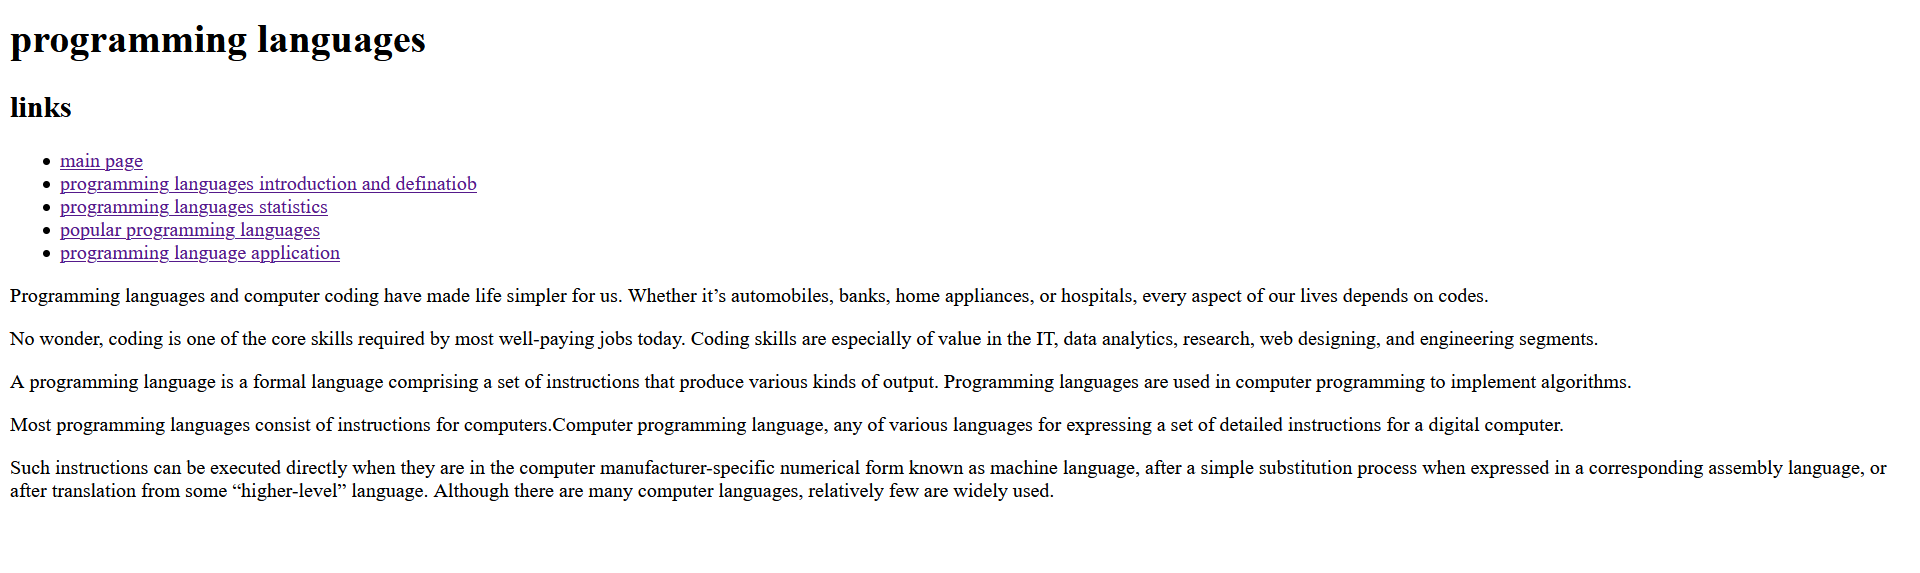 programming languages
links
main page
programming languages introduction and definatiob
programming languages statistics
popular programming languages
programming language application
Programming languages and computer coding have made life simpler for us. Whether it’s automobiles, banks, home appliances, or hospitals, every aspect of our lives depends on codes.
No wonder, coding is one of the core skills required by most well-paying jobs today. Coding skills are especially of value in the IT, data analytics, research, web designing, and engineering segments.
A programming language is a formal language comprising a set of instructions that produce various kinds of output. Programming languages are used in computer programming to implement algorithms.
Most programming languages consist of instructions for computers.Computer programming language, any of various languages for expressing a set of detailed instructions for a digital computer.
Such instructions can be executed directly when they are in the computer manufacturer-specific numerical form known as machine language, after a simple substitution process when expressed in a corresponding assembly language, or
after translation from some “higher-level” language. Although there are many computer languages, relatively few are widely used.